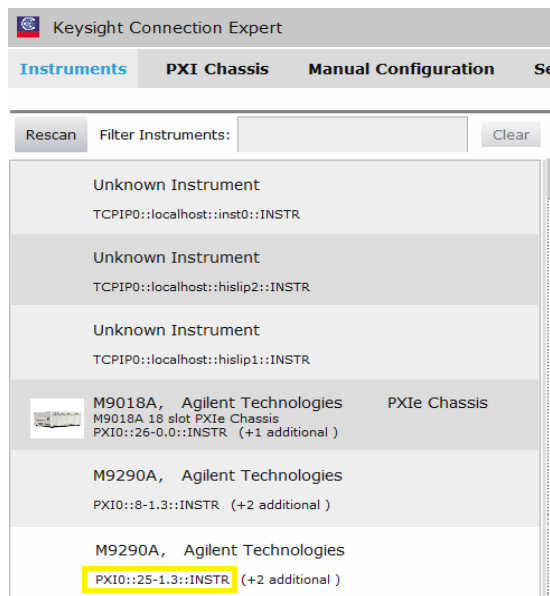 Keysight Connection Expert
Instruments PXI Chassis Manual Configuration Se
Rescan Filter Instruments: Clear
Unknown Instrument
TCPIP0::localhost::inst0::INSTR
Unknown Instrument
TCPIP0::localhost::hislip2::INSTR
Unknown Instrument
TCPIP0::localhost::hislip1::INSTR
M9018A, Agilent Technologies PXIe Chassis
M9018A 18 slot PXIe Chassis
PXI0::26-0.0::INSTR (+1 additional )
M9290A, Agilent Technologies
PXI0::8-1.3::INSTR (+2 additional )
M9290A, Agilent Technologies
PXI0::25-1.3::INSTR (+2 additional )